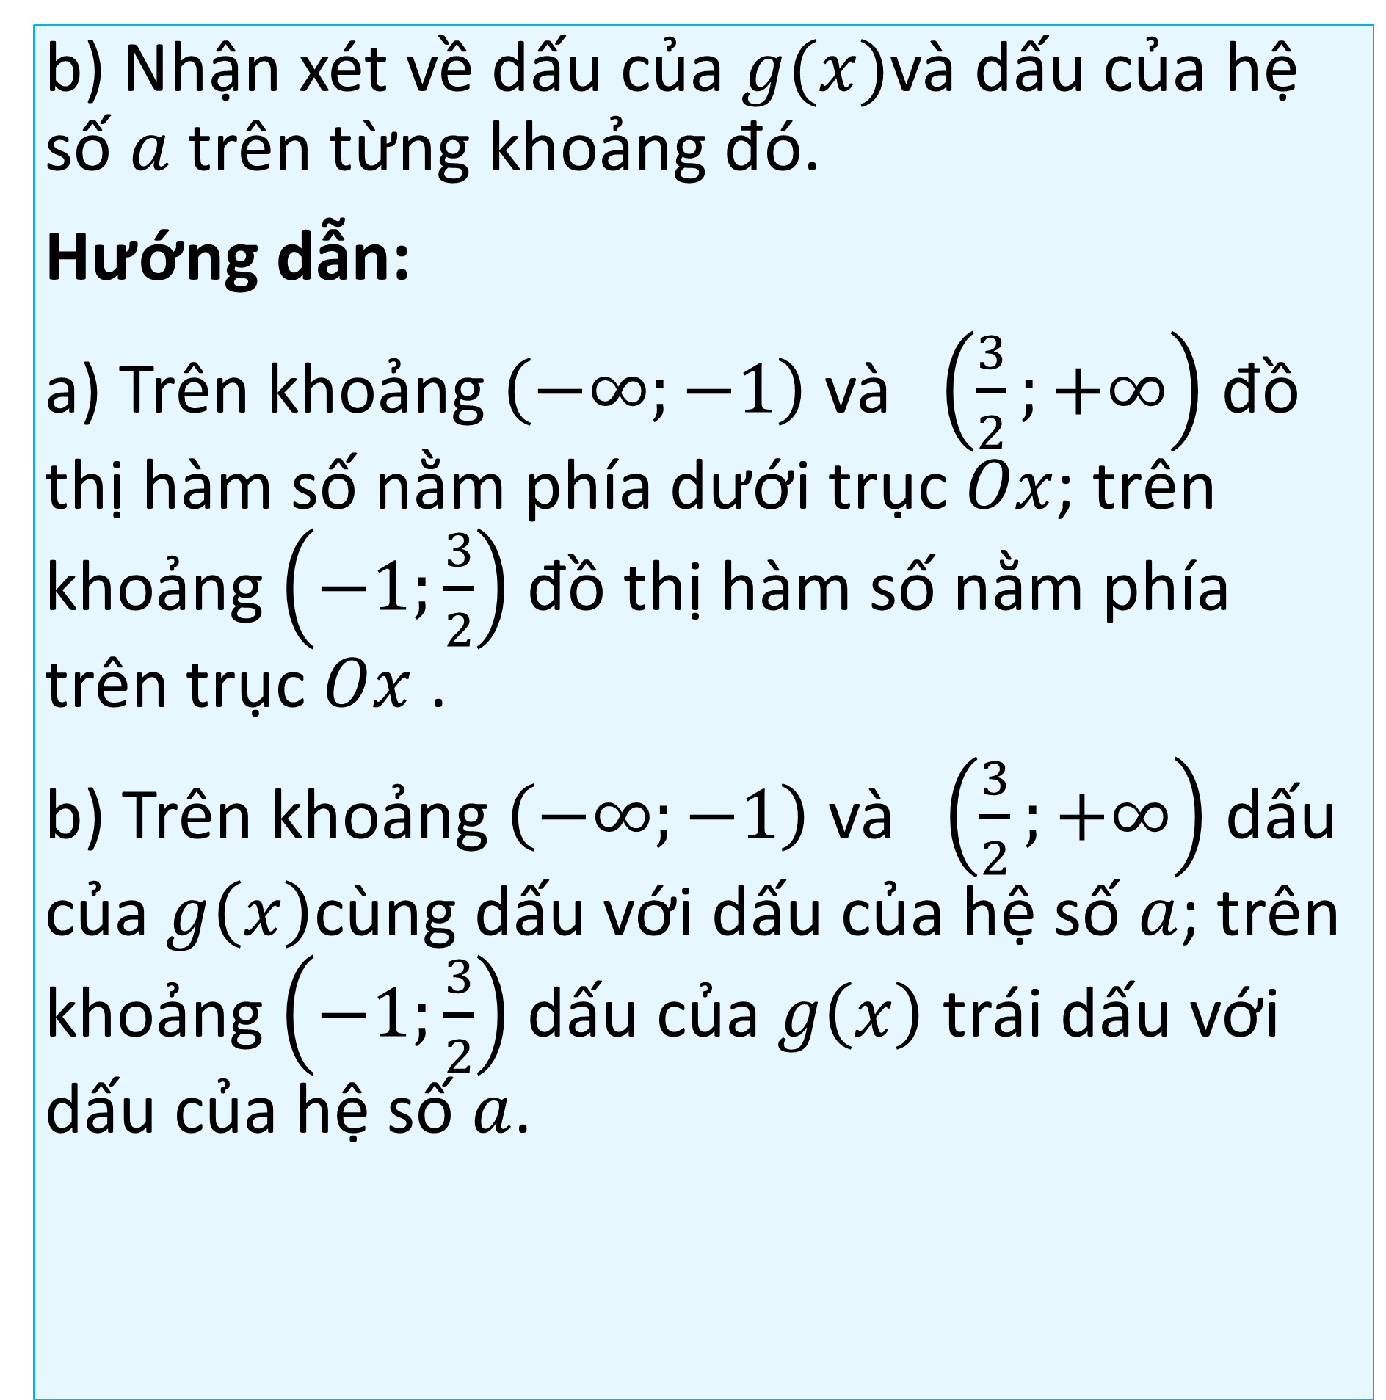 b) Nhận xét về dấu của g(x)và dấu của hệ
số a trên từng khoảng đó.
Hướng dẫn:
a) Trên khoảng (−∞; −1) và (3/2; +∞) đồ
thị hàm số nằm phía dưới trục Ox; trên
khoảng (−1; 3/2) đồ thị hàm số nằm phía
trên trục Ox .
b) Trên khoảng (−∞; −1) và (3/2; +∞) dấu
của g(x)cùng dấu với dấu của hệ số a; trên
khoảng (−1; 3/2) dấu của g(x) trái dấu với
dấu của hệ số a.